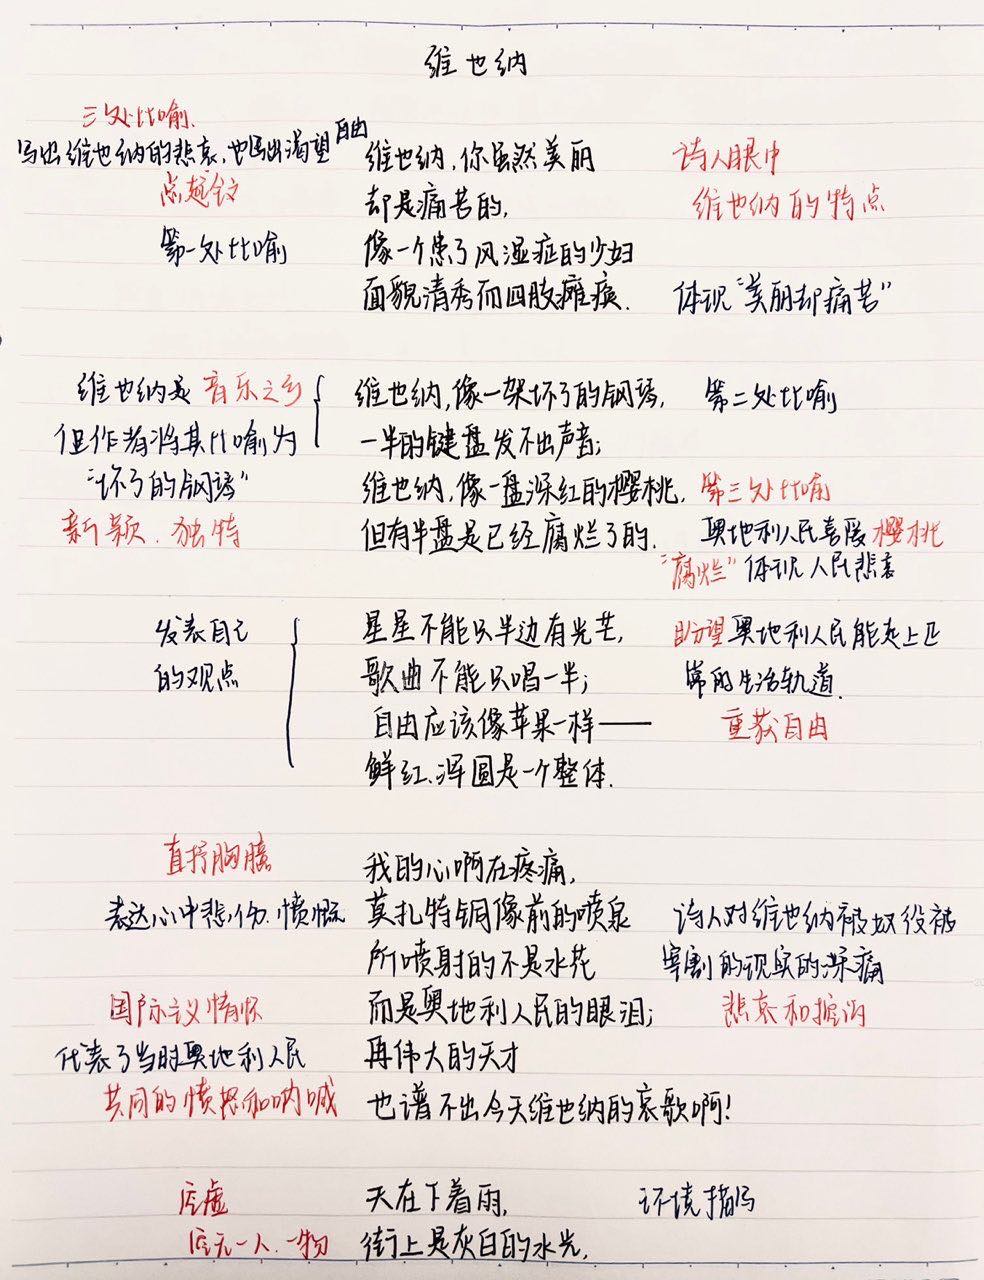 维也纳
三处比喻.
写出维也纳的悲哀,也写出渴望自由
维也纳,你虽然美丽
诗人眼中
点题
却是痛苦的,
维也纳的特点
第一处比喻
像一个患了风湿症的少妇
面貌清秀而四肢瘫痪.
体现“美丽却痛苦”
维也纳是音乐之乡
维也纳,像一架坏了的钢琴,
第二处比喻
但作者将其比喻为
一半的键盘发不出声音;
“坏了的钢琴”
维也纳,像一盘深红的樱桃,
第三处比喻
新颖.独特
但有半盘是已经腐烂了的.
奥地利人民喜爱樱桃
“腐烂”体现人民悲哀
发表自己
星星不能只半边有光芒,
盼望奥地利人民能走上正
的观点
歌曲不能只唱一半;
常的生活轨道.
自由应该像苹果一样——
重获自由
鲜红、浑圆是一个整体.
直抒胸臆
我的心啊在疼痛,
表达心中悲伤.愤慨
莫扎特铜像前的喷泉
诗人对维也纳被奴役被
所喷射的不是水花
宰割的现实的深痛
国际主义情怀
而是奥地利人民的眼泪;
悲哀和
代表了当时奥地利人民
再伟大的天才
共同的愤怒和呐喊
也谱不出今天维也纳的哀歌啊!
天在下着雨,
环境描写
一人.一物
街上是灰白的水光,